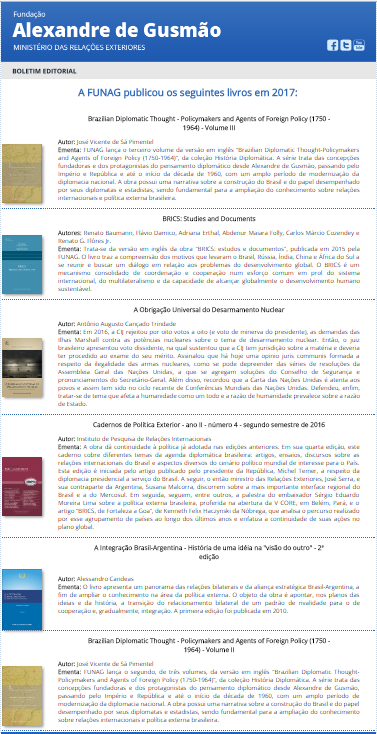 Fundação
Alexandre de Gusmão
MINISTÉRIO DAS RELAÇÕES EXTERIORES
BOLETIM EDITORIAL
A FUNAG publicou os seguintes livros em 2017:
Brazilian Diplomatic Thought - Policymakers and Agents of Foreign Policy (1750 -
1964) - Volume III
Autor: José Vicente de Sá Pimentel
Ementa: FUNAG lança o terceiro volume da versão em inglês "Brazilian Diplomatic Thought-Policymakers
and Agents of Foreign Policy (1750-1964)", da coleção História Diplomática. A série trata das concepções
fundadoras e dos protagonistas do pensamento diplomático desde Alexandre de Gusmão, passando pelo
Império e República e até o início da década de 1960, com um amplo período de modernização da
diplomacia nacional. A obra possui uma narrativa sobre a construção do Brasil e do papel desempenhado
por seus diplomatas e estadistas, sendo fundamental para a ampliação do conhecimento sobre relações
internacionais e política externa brasileira.
BRICS: Studies and Documents
Autores: Renato Baumann, Flávio Damico, Adriana Erthal, Abdenur Maiara Folly, Carlos Márcio Cozendey e
Renato G. Flôres Jr.
Ementa: Trata-se da versão em inglês da obra "BRICS: estudos e documentos", publicada em 2015 pela
FUNAG. O livro traz a compreensão dos motivos que levaram o Brasil, Rússia, Índia, China e África do Sul a
se reunir e buscar um diálogo em relação aos problemas do desenvolvimento global. O BRICS é um
mecanismo consolidado de coordenação e cooperação num esforço comum em prol do sistema
internacional, do multilateralismo e da capacidade de alcançar globalmente o desenvolvimento humano
sustentável.
A Obrigação Universal do Desarmamento Nuclear
Autor: Antônio Augusto Cançado Trindade
Ementa: Em 2016, a CIJ rejeitou por oito votos a oito (e voto de minerva do presidente), as demandas das
Ilhas Marshall contra as potências nucleares sobre o tema de desarmamento nuclear. Então, o juiz
brasileiro apresentou voto dissidente, na qual sustentou que a CIJ tem jurisdição sobre a matéria e deveria
ter procedido ao exame do seu mérito. Assinalou que há hoje uma opinio juris communis formada a
respeito da ilegalidade das armas nucleares, como se pode depreender das séries de resoluções da
Assembleia Geral das Nações Unidas, a que se agregam soluções do Conselho de Segurança e
pronunciamentos do Secretário-Geral. Além disso, recordou que a Carta das Nações Unidas é atenta aos
povos e assim tem sido no ciclo recente de Conferências Mundiais das Nações Unidas. Defendeu, enfim,
tratar-se de tema que afeta a humanidade como um todo e a razão de humanidade prevalece sobre a razão
de Estado.
Cadernos de Política Exterior - ano II - número 4 - segundo semestre de 2016
Autor: Instituto de Pesquisa de Relações Internacionais
Ementa: A obra dá continuidade à política já adotada nas edições anteriores. Em sua quarta edição, este
caderno cobre diferentes temas da agenda diplomática brasileira: artigos, ensaios, discursos sobre as
relações internacionais do Brasil e aspectos diversos do cenário político mundial de interesse para o País.
Esta edição é iniciada pelo artigo publicado pelo presidente da República, Michel Temer, a respeito da
diplomacia presidencial a serviço do Brasil. A seguir, o então ministro das Relações Exteriores, José Serra, e
sua contraparte da Argentina, Susana Malcorra, discorrem sobre a mais importante interface regional do
Brasil e a do Mercosul. Em seguida, seguem, entre outros, a palestra do embaixador Sérgio Eduardo
Moreira Lima sobre a política externa brasileira, proferida na abertura da V CORE, em Belém, Pará, e o
artigo "BRICS, de Fortaleza a Goa", de Kenneth Felix Haczynski da Nóbrega, que analisa o percurso realizado
por esse agrupamento de países ao longo dos últimos anos e enfatiza a continuidade de suas ações no
plano global.
A Integração Brasil-Argentina - História de uma idéia na "visão do outro" - 2ª
edição
Autor: Alessandro Candeas
Ementa: O livro apresenta um panorama das relações bilaterais e da aliança estratégica Brasil-Argentina, a
fim de ampliar o conhecimento na área da política externa. O objeto da obra é apontar, nos planos das
ideias e da história, a transição do relacionamento bilateral de um padrão de rivalidade para o de
cooperação e, gradualmente, integração. A primeira edição foi publicada em 2010.
Brazilian Diplomatic Thought - Policymakers and Agents of Foreign Policy (1750 -
1964) - Volume II
Autor: José Vicente de Sá Pimentel
Ementa: FUNAG lança o segundo, de três volumes, da versão em inglês "Brazilian Diplomatic Thought-
Policymakers and Agents of Foreign Policy (1750-1964)", da coleção História Diplomática. A série trata das
concepções fundadoras e dos protagonistas do pensamento diplomático desde Alexandre de Gusmão,
passando pelo Império e República e até o início da década de 1960, com um amplo período de
modernização da diplomacia nacional. A obra possui uma narrativa sobre a construção do Brasil e do papel
desempenhado por seus diplomatas e estadistas, sendo fundamental para a ampliação do conhecimento
sobre relações internacionais e política externa brasileira.